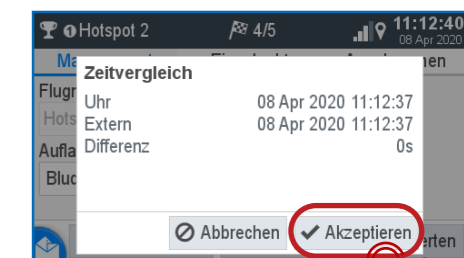 ❶ Hotspot 2 4/5 11:12:40
08 Apr 2020
Zeitvergleich
Uhr 08 Apr 2020 11:12:37
Extern 08 Apr 2020 11:12:37
Differenz 0s
Abbrechen Akzeptieren